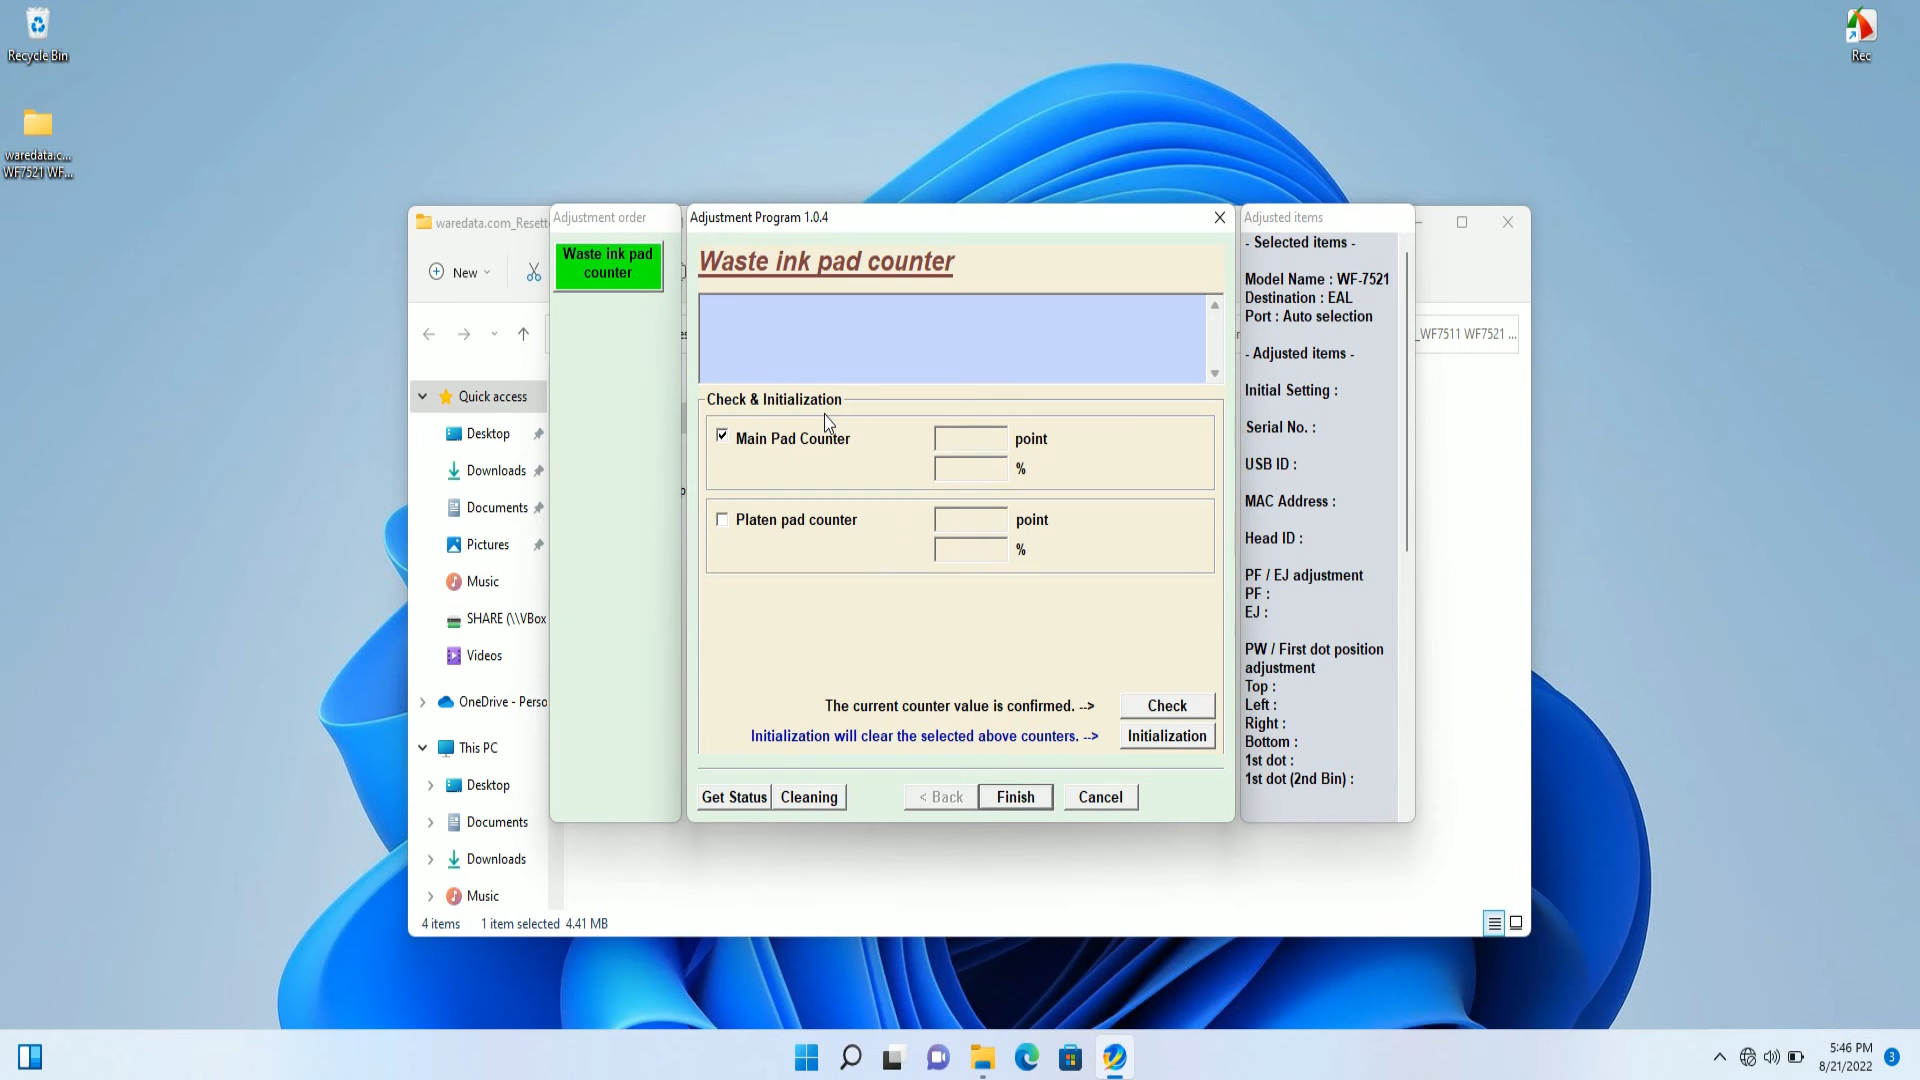 Recycle Bin
waredata.c...
WF7521 WF...
Rec
waredata.com_Resett
Adjustment order
Adjustment Program 1.0.4
Adjusted items
New
Waste ink pad
counter
Waste ink pad counter
- Selected items -
Model Name : WF-7521
Destination : EAL
Port : Auto selection
_WF7511 WF7521 ...
- Adjusted items -
Initial Setting :
Serial No. :
USB ID :
MAC Address :
Head ID :
PF / EJ adjustment
PF :
EJ :
PW / First dot position
adjustment
Top :
Left :
Right :
Bottom :
1st dot :
1st dot (2nd Bin) :
Quick access
Desktop
Downloads
Documents
Pictures
Music
SHARE (\\VBox
Videos
OneDrive - Perso
This PC
Desktop
Documents
Downloads
Music
Check & Initialization
Main Pad Counter
point
%
Platen pad counter
point
%
The current counter value is confirmed. -->
Check
Initialization will clear the selected above counters. -->
Initialization
Get Status
Cleaning
< Back
Finish
Cancel
4 items
1 item selected 4.41 MB
5:46 PM
8/21/2022
3